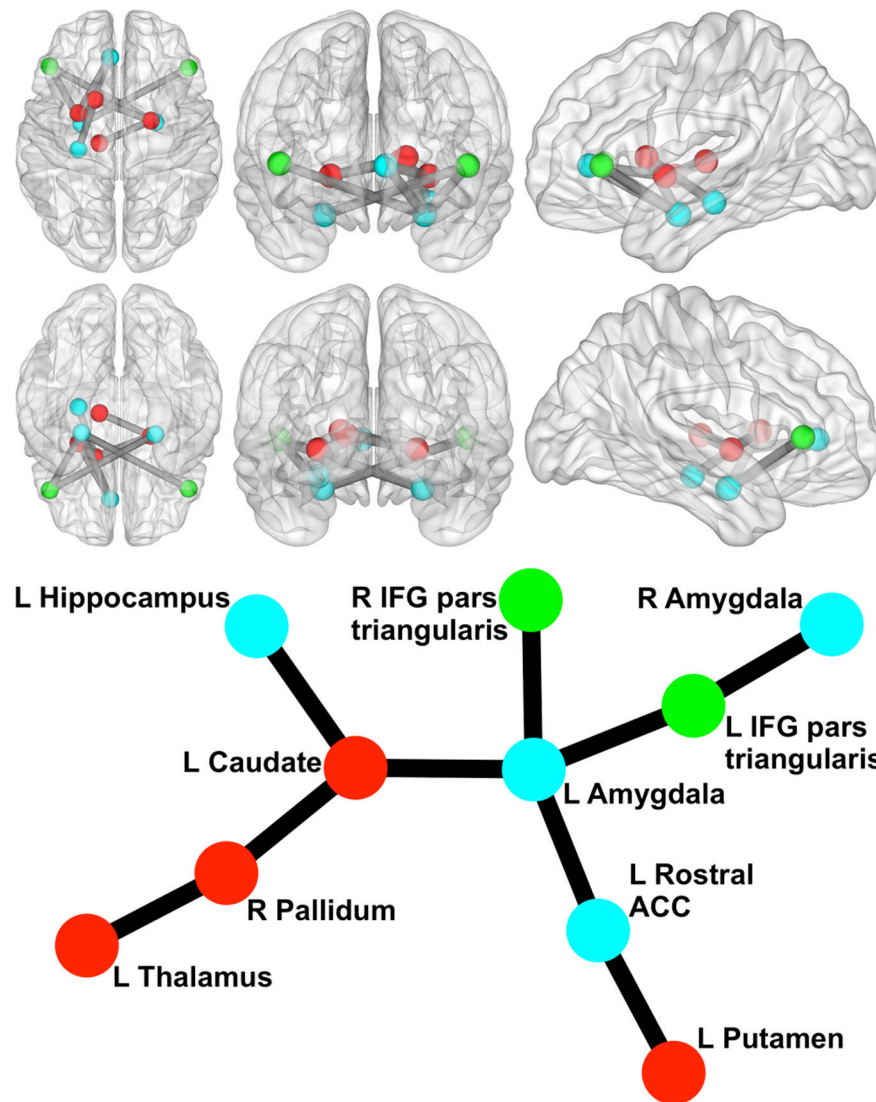 L Hippocampus
R IFG pars
triangularis
R Amygdala
L Caudate
L IFG pars
triangularis
L Amygdala
R Pallidum
L Rostral
ACC
L Thalamus
L Putamen